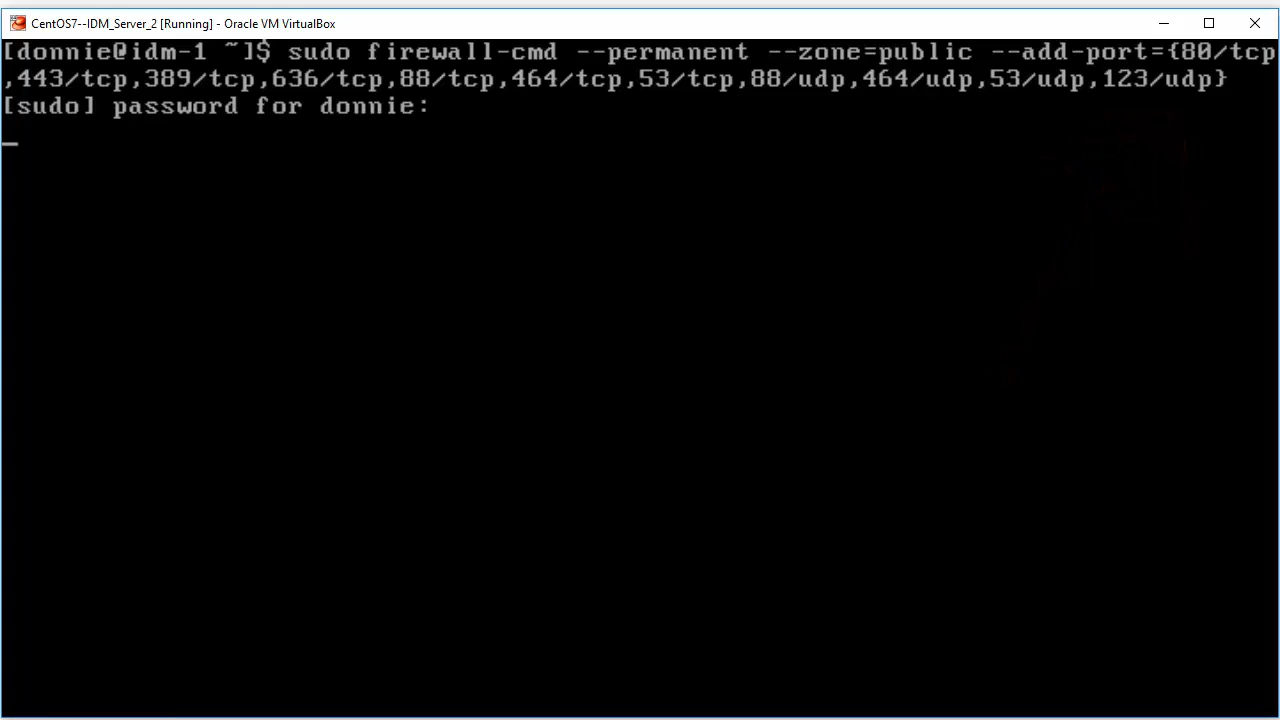 CentOS7--IDM_Server_2 [Running] - Oracle VM VirtualBox
[donnie@idm-1 ~]$ sudo firewall-cmd --permanent --zone=public --add-port={80/tcp
,443/tcp,389/tcp,636/tcp,88/tcp,464/tcp,53/tcp,88/udp,464/udp,53/udp,123/udp}
[sudo] password for donnie: